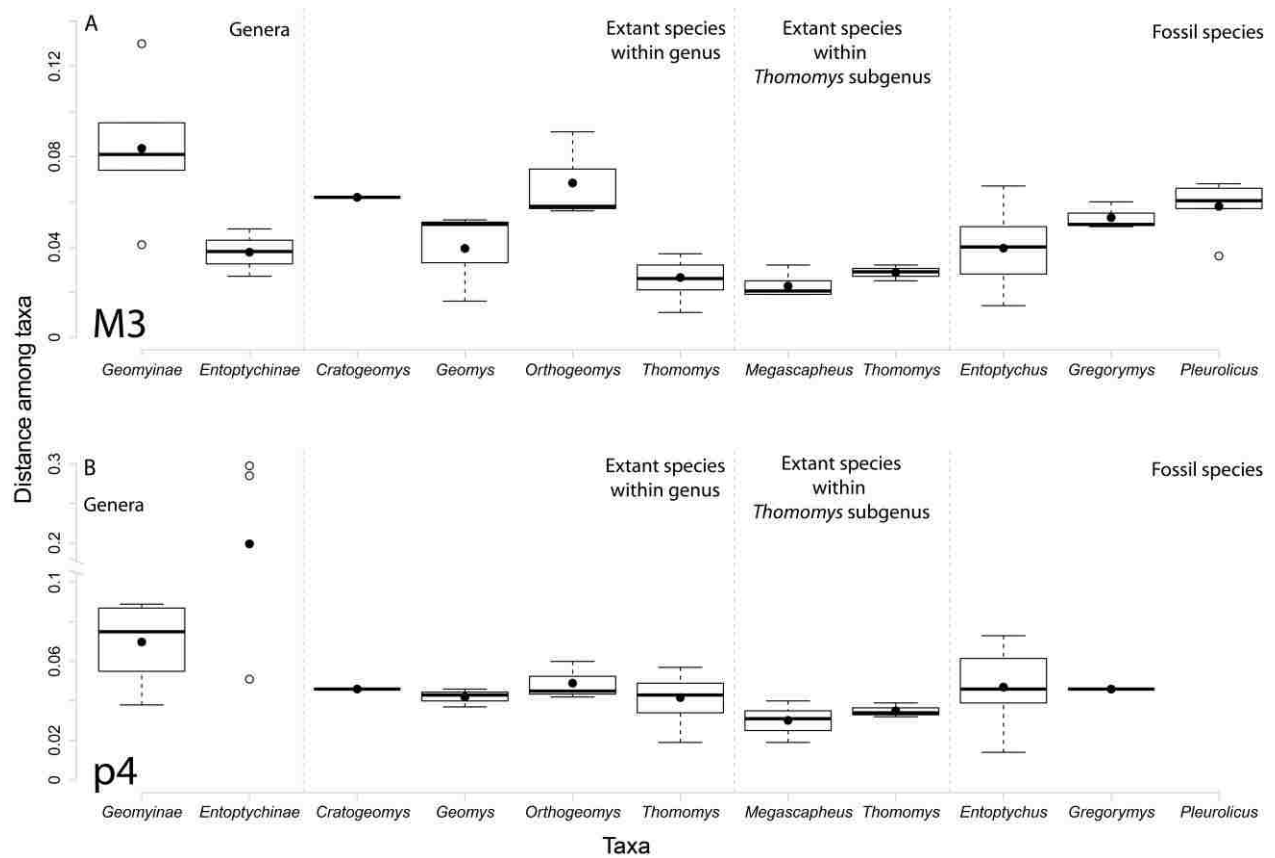 A
Genera
Extant species
within genus
Extant species
within
Thomomys subgenus
Fossil species
0.12
0.08
0.04
0
M3
Geomyinae Entoptychinae Cratogeomys Geomys Orthogeomys Thomomys Megascapheus Thomomys Entoptychus Gregorymys Pleurolicus
Distance among taxa
B
Genera
Extant species
within genus
Extant species
within
Thomomys subgenus
Fossil species
0.3
0.2
0.1
0.06
0.02
0
p4
Geomyinae Entoptychinae Cratogeomys Geomys Orthogeomys Thomomys Megascapheus Thomomys Entoptychus Gregorymys Pleurolicus
Taxa